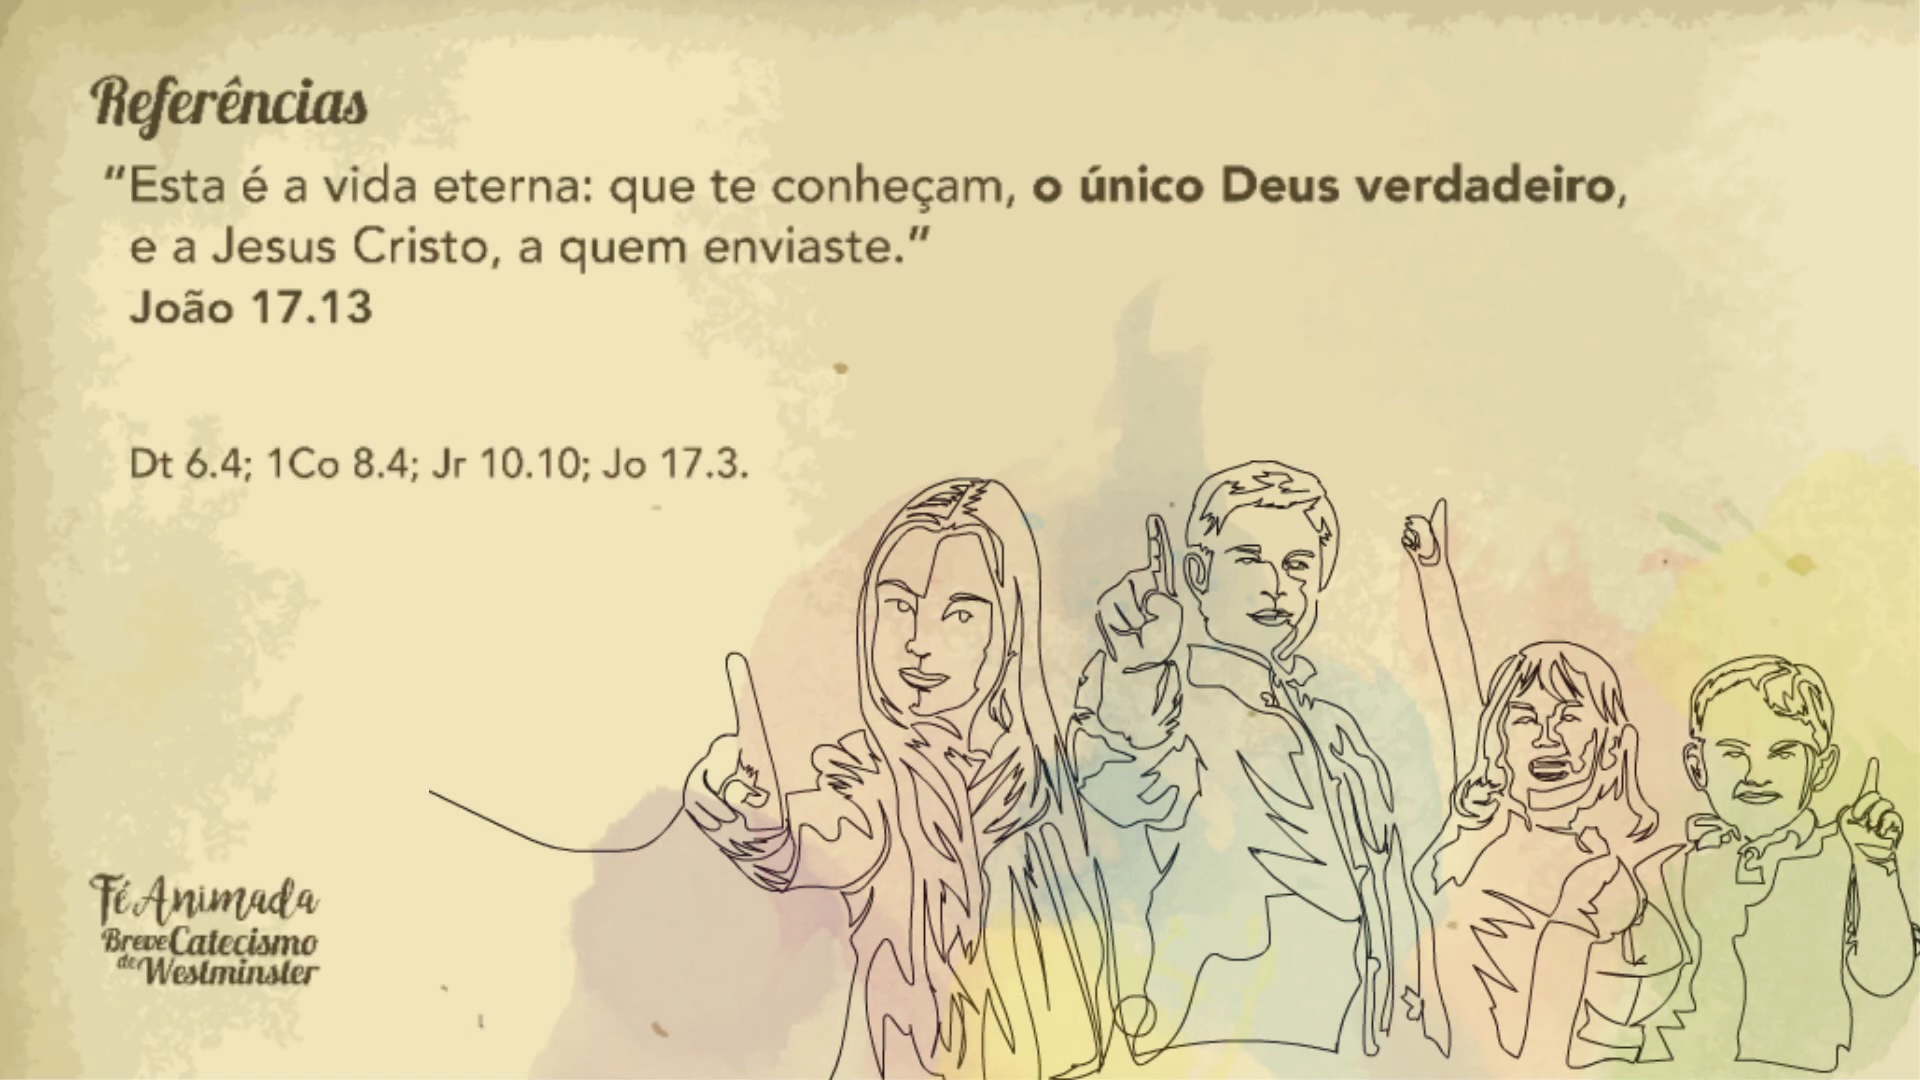 Referências
“Esta é a vida eterna: que te conheçam, o único Deus verdadeiro,
e a Jesus Cristo, a quem enviaste.”
João 17.13
Dt 6.4; 1Co 8.4; Jr 10.10; Jo 17.3.
Fé Animada
Breve Catecismo
de Westminster